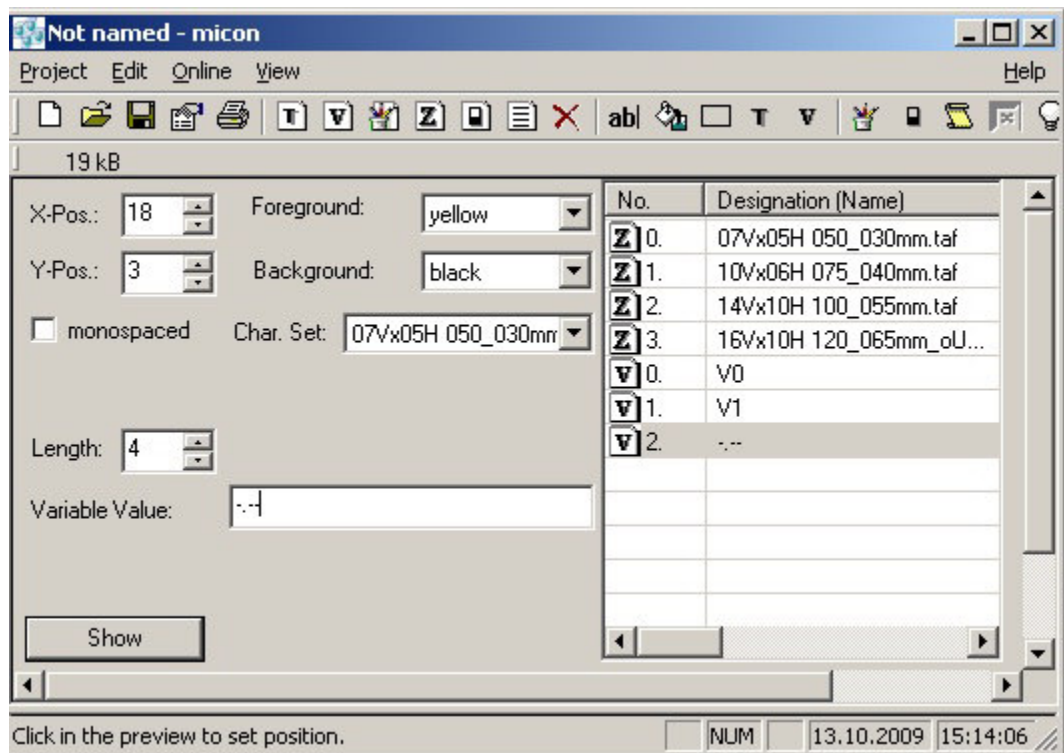 Not named - micon
Project Edit Online View Help
T V Z abl T V
19 kB
X-Pos.: 18 Foreground: yellow
Y-Pos.: 3 Background: black
monospaced Char. Set: 07Vx05H 050_030mm
Length: 4
Variable Value: -.--
Show
No. Designation (Name)
Z 0. 07Vx05H 050_030mm.taf
Z 1. 10Vx06H 075_040mm.taf
Z 2. 14Vx10H 100_055mm.taf
Z 3. 16Vx10H 120_065mm_oU...
V 0. V0
V 1. V1
V 2. -.--
Click in the preview to set position. NUM 13.10.2009 15:14:06